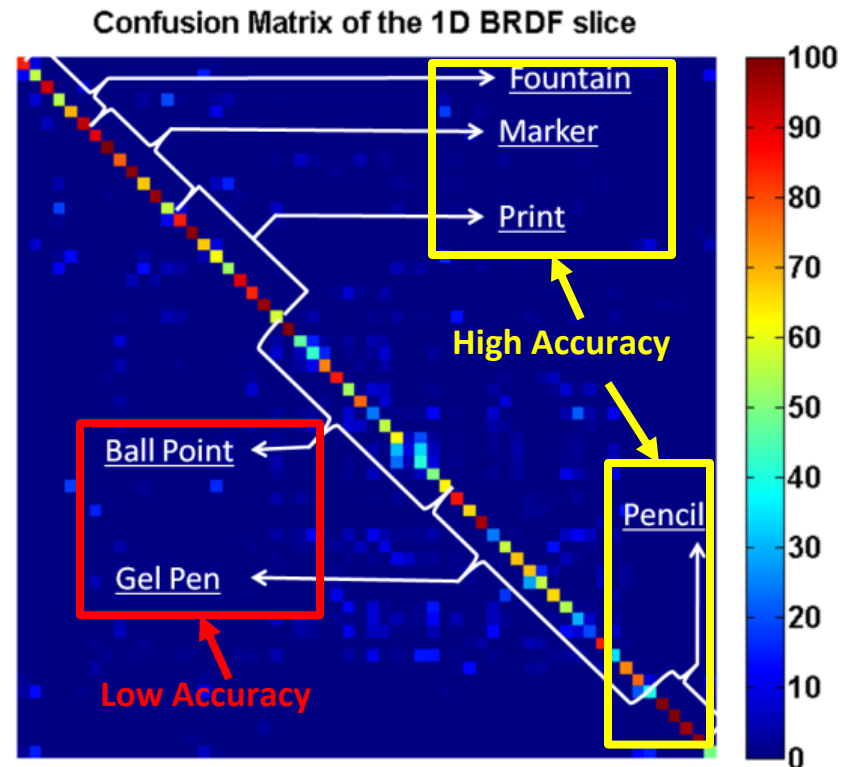 Confusion Matrix of the 1D BRDF slice
Fountain
Marker
Print
High Accuracy
Ball Point
Gel Pen
Low Accuracy
Pencil
100
90
80
70
60
50
40
30
20
10
0